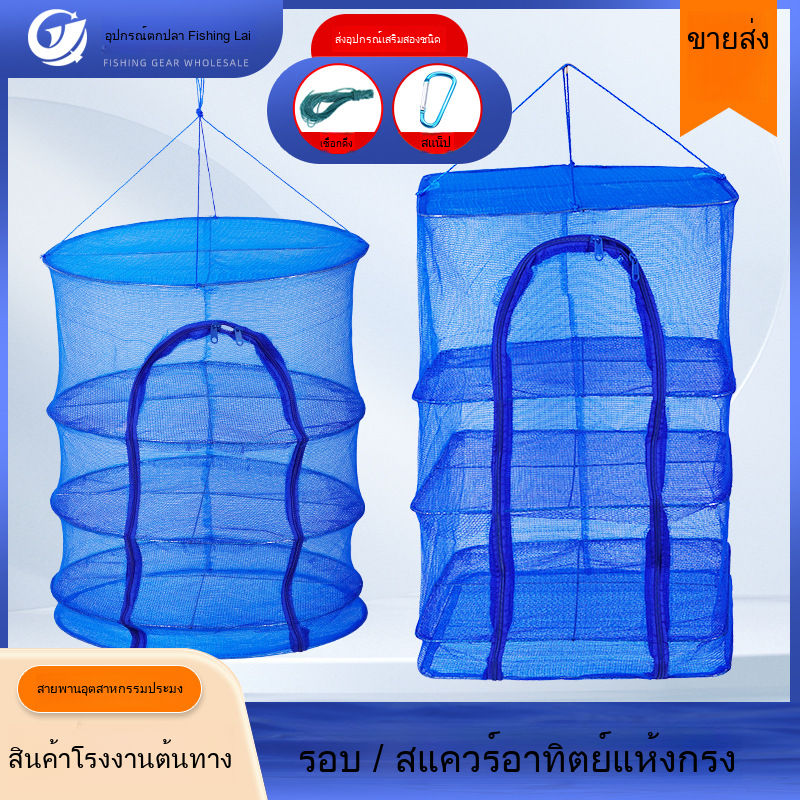 อุปกรณ์ตกปลา Fishing Lai
FISHING GEAR WHOLESALE
ส่งอุปกรณ์เสริมสองชนิด
เชือกดึง
สแน็ป
ขายส่ง
สายพานอุตสาหกรรมประมง
สินค้าโรงงานต้นทาง
รอบ / สแควร์อาทิตย์แห้งกรง